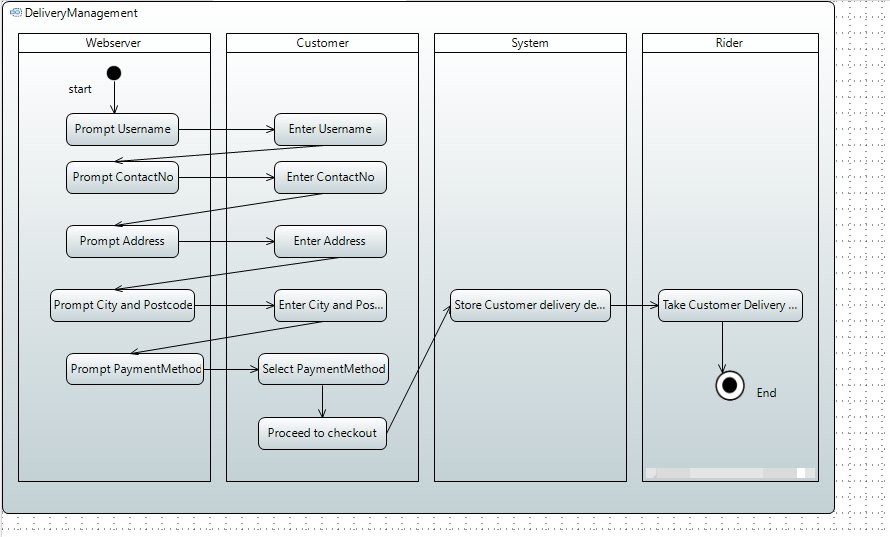 DeliveryManagement
Webserver
Customer
System
Rider
start
Prompt Username
Enter Username
Prompt ContactNo
Enter ContactNo
Prompt Address
Enter Address
Prompt City and Postcode
Enter City and Pos...
Store Customer delivery de...
Take Customer Delivery ...
Prompt PaymentMethod
Select PaymentMethod
End
Proceed to checkout